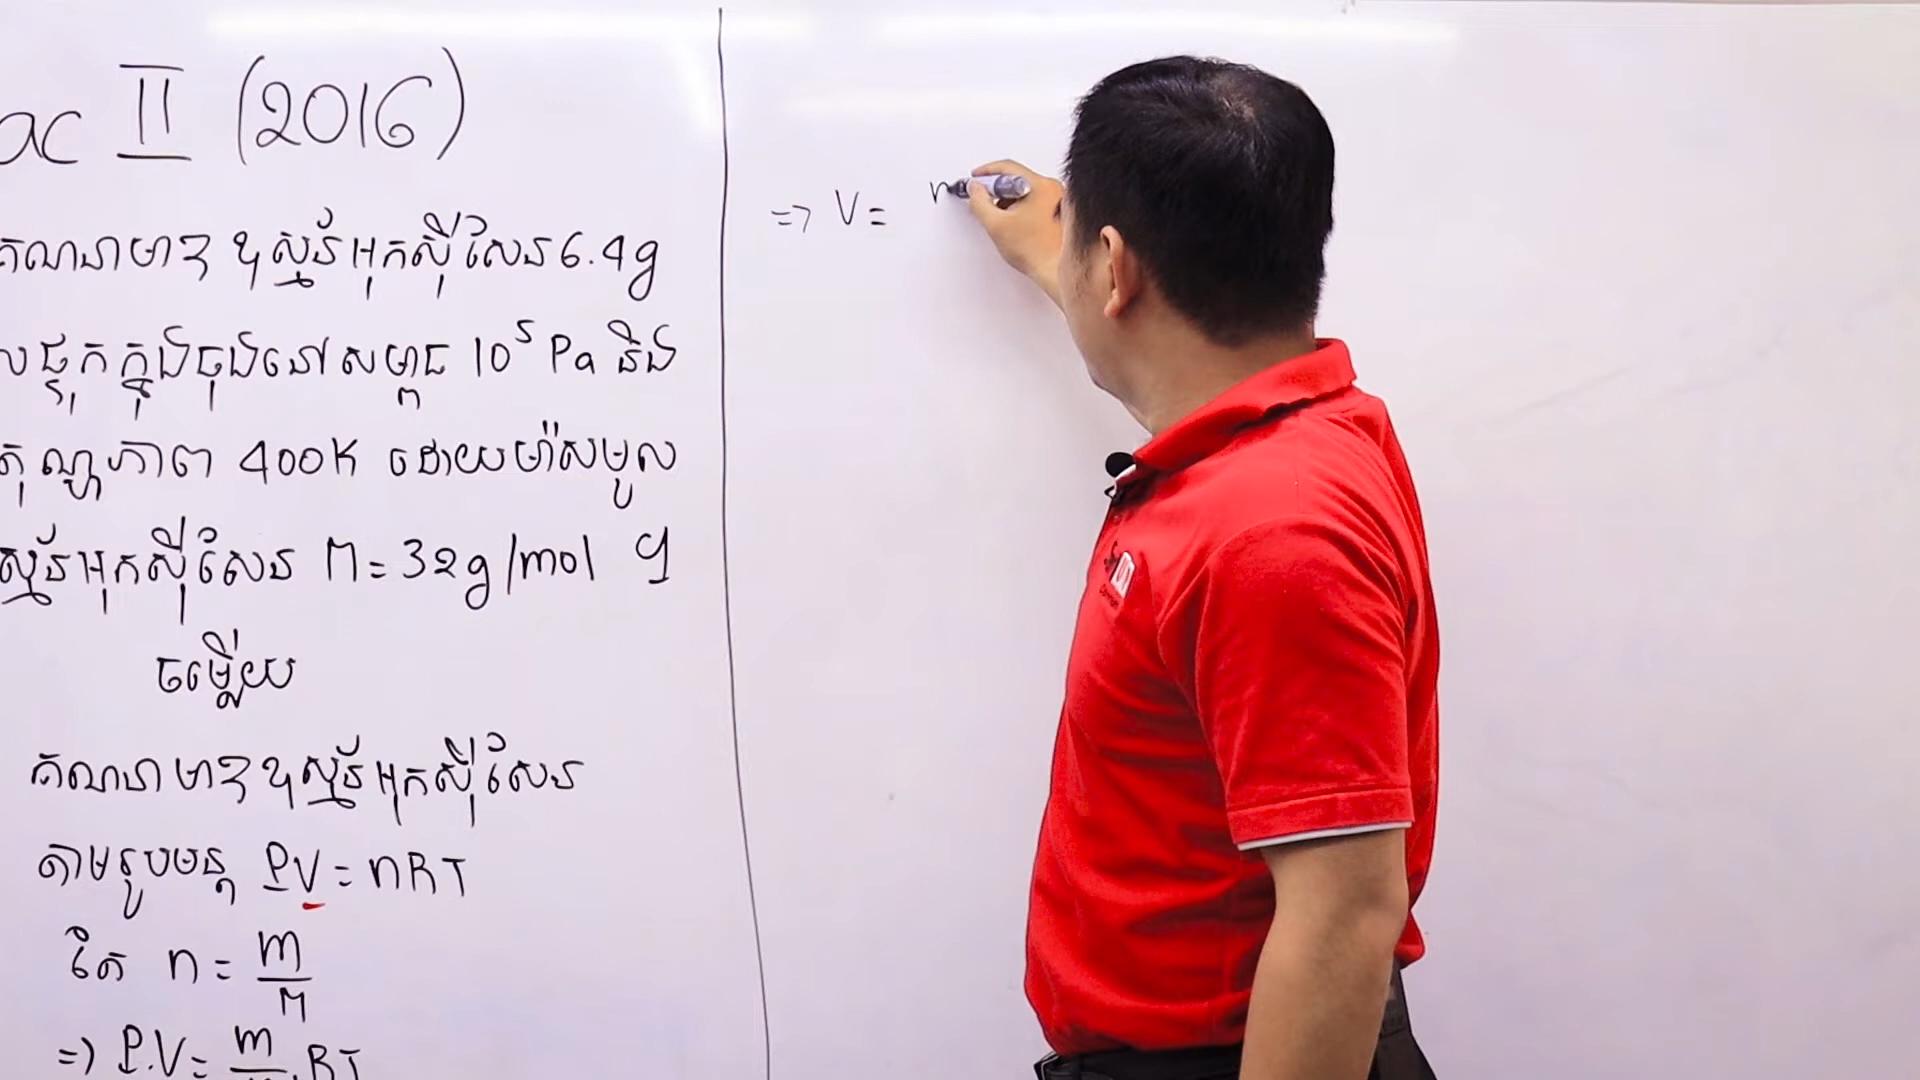 ac II (2016)
គណនាមាឌឧស្ម័នអុកស៊ីសែន 6.4g
ផ្ទុកក្នុងធុងនៅសម្ពាធ 10⁵ Pa និង
សីតុណ្ហភាព 400K ដោយម៉ាសម៉ូល
ឧស្ម័នអុកស៊ីសែន M = 32g/mol ។
ចម្លើយ
គណនាមាឌឧស្ម័នអុកស៊ីសែន
តាមរូបមន្ត PV = nRT
តែ n = m/M
=> P.V = m/M .RT
=> V =